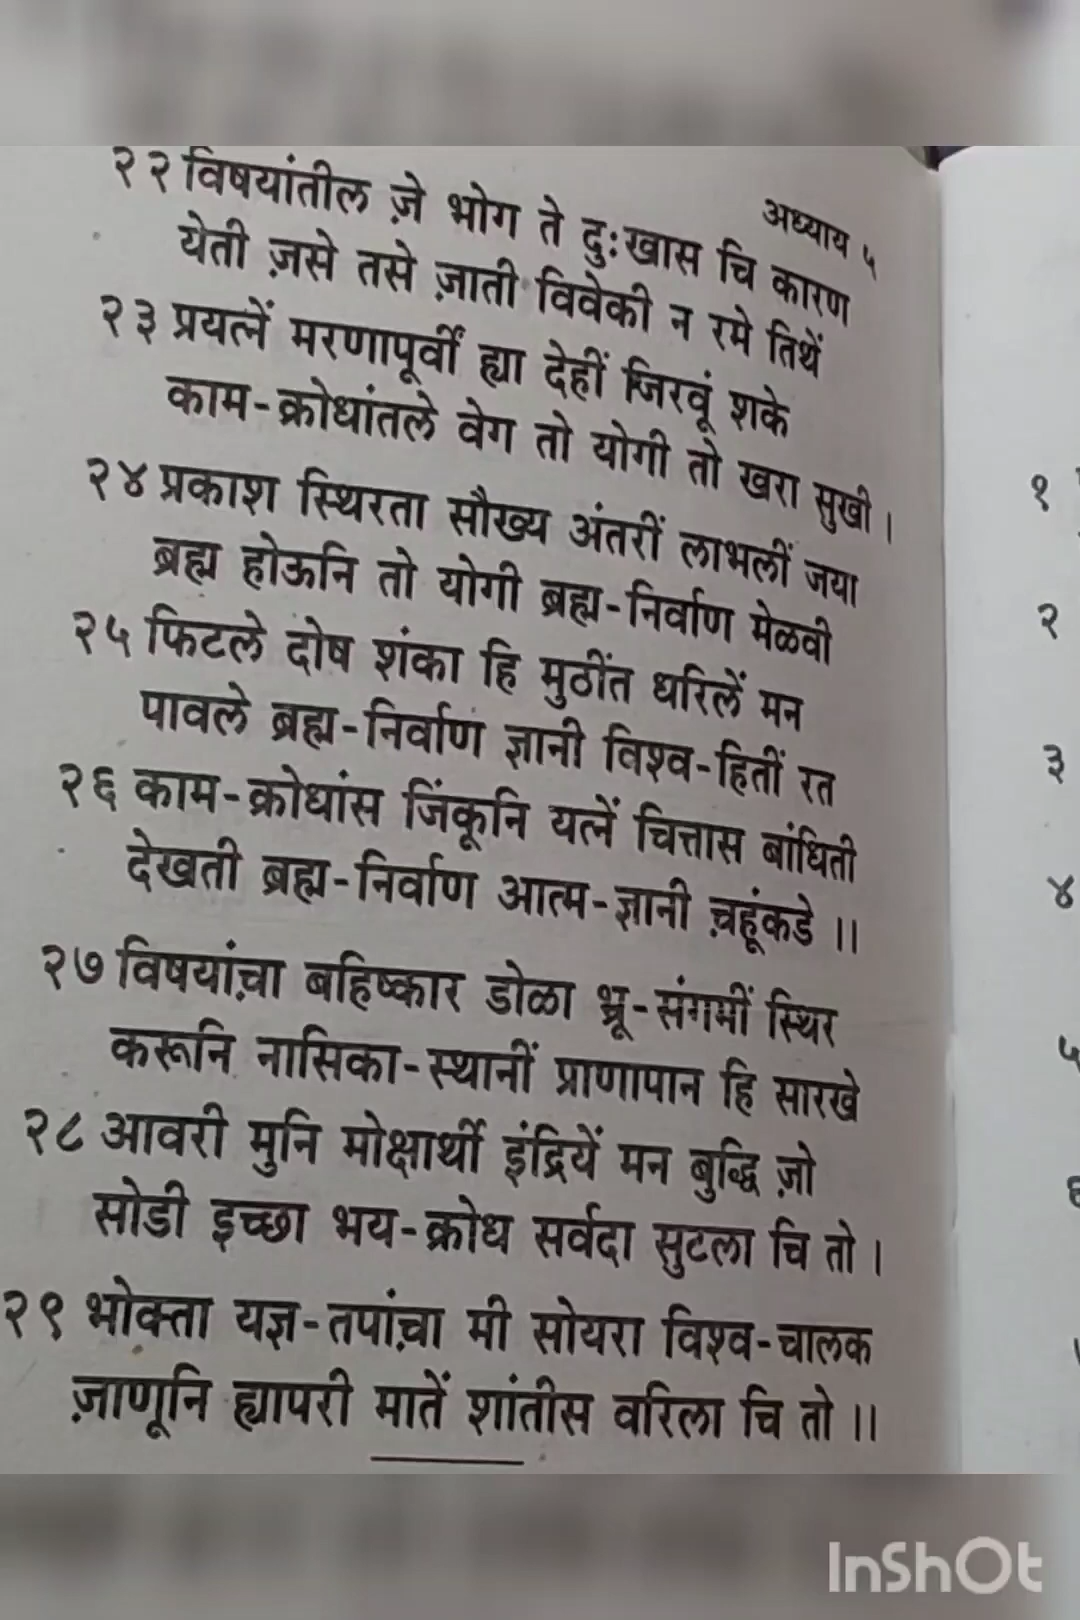 अध्याय ५
२२ विषयांतील ज़े भोग ते दुःखास चि कारण
येती ज़से तसे ज़ाती विवेकी न रमे तिथें
२३ प्रयत्नें मरणापूर्वीं ह्या देहीं जिरवूं शके
काम-क्रोधांतले वेग तो योगी तो खरा सुखी ।
२४ प्रकाश स्थिरता सौख्य अंतरीं लाभलीं जया
ब्रह्म होऊनि तो योगी ब्रह्म-निर्वाण मेळवी
२५ फिटले दोष शंका हि मुठींत धरिलें मन
पावले ब्रह्म-निर्वाण ज्ञानी विश्व-हितीं रत
२६ काम-क्रोधांस जिंकूनि यत्नें चित्तास बांधिती
देखती ब्रह्म-निर्वाण आत्म-ज्ञानी च़हूंकडे ॥
२७ विषयांच़ा बहिष्कार डोळा भ्रू-संगमीं स्थिर
करूनि नासिका-स्थानीं प्राणापान हि सारखे
२८ आवरी मुनि मोक्षार्थी इंद्रियें मन बुद्धि ज़ो
सोडी इच्छा भय-क्रोध सर्वदा सुटला चि तो ।
२९ भोक्ता यज्ञ-तपांच़ा मी सोयरा विश्व-चालक
ज़ाणूनि ह्यापरी मातें शांतीस वरिला चि तो ॥
१
२
३
४
५
InShOt